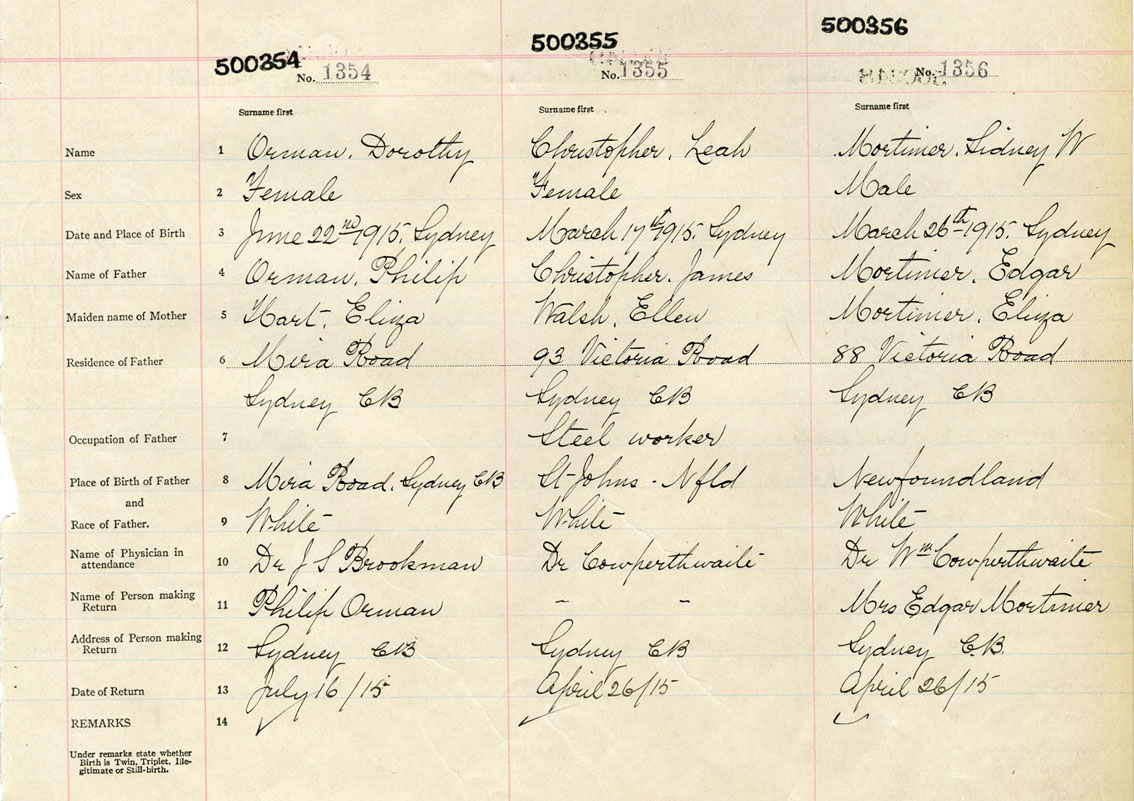 500354 500355 500356
No. 1354 No. 1355 No. 1356
Surname first Surname first Surname first
Name 1 Orman, Dorothy Christopher, Leah Mortimer, Sidney W
Sex 2 Female Female Male
Date and Place of Birth 3 June 22nd 1915, Sydney March 17th 1915, Sydney March 26th 1915, Sydney
Name of Father 4 Orman, Philip Christopher, James Mortimer, Edgar
Maiden name of Mother 5 Hart, Eliza Walsh, Ellen Mortimer, Eliza
Residence of Father 6 Mira Road 93 Victoria Road 88 Victoria Road
Sydney CB Sydney CB Sydney CB
Occupation of Father 7 Steel worker
Place of Birth of Father 8 Mira Road, Sydney CB St Johns - Nfld Newfoundland
and
Race of Father. 9 White White White
Name of Physician in
attendance 10 Dr J S Brookman Dr Cowperthwaite Dr Wm Cowperthwaite
Name of Person making
Return 11 Philip Orman - - Mrs Edgar Mortimer
Address of Person making
Return 12 Sydney CB Sydney CB Sydney C.B.
Date of Return 13 July 16/15 April 26/15 April 26/15
REMARKS 14
Under remarks state whether
Birth is Twin, Triplet, Ille-
gitimate or Still-birth.